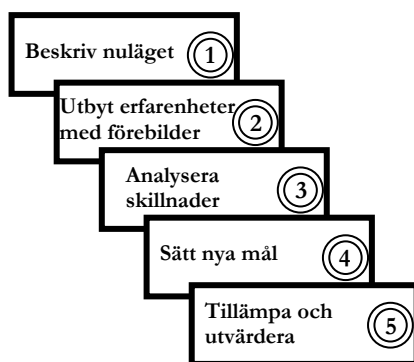 Beskriv nuläget 1
Utbyt erfarenheter
med förebilder 2
Analysera
skillnader 3
Sätt nya mål 4
Tillämpa och
utvärdera 5